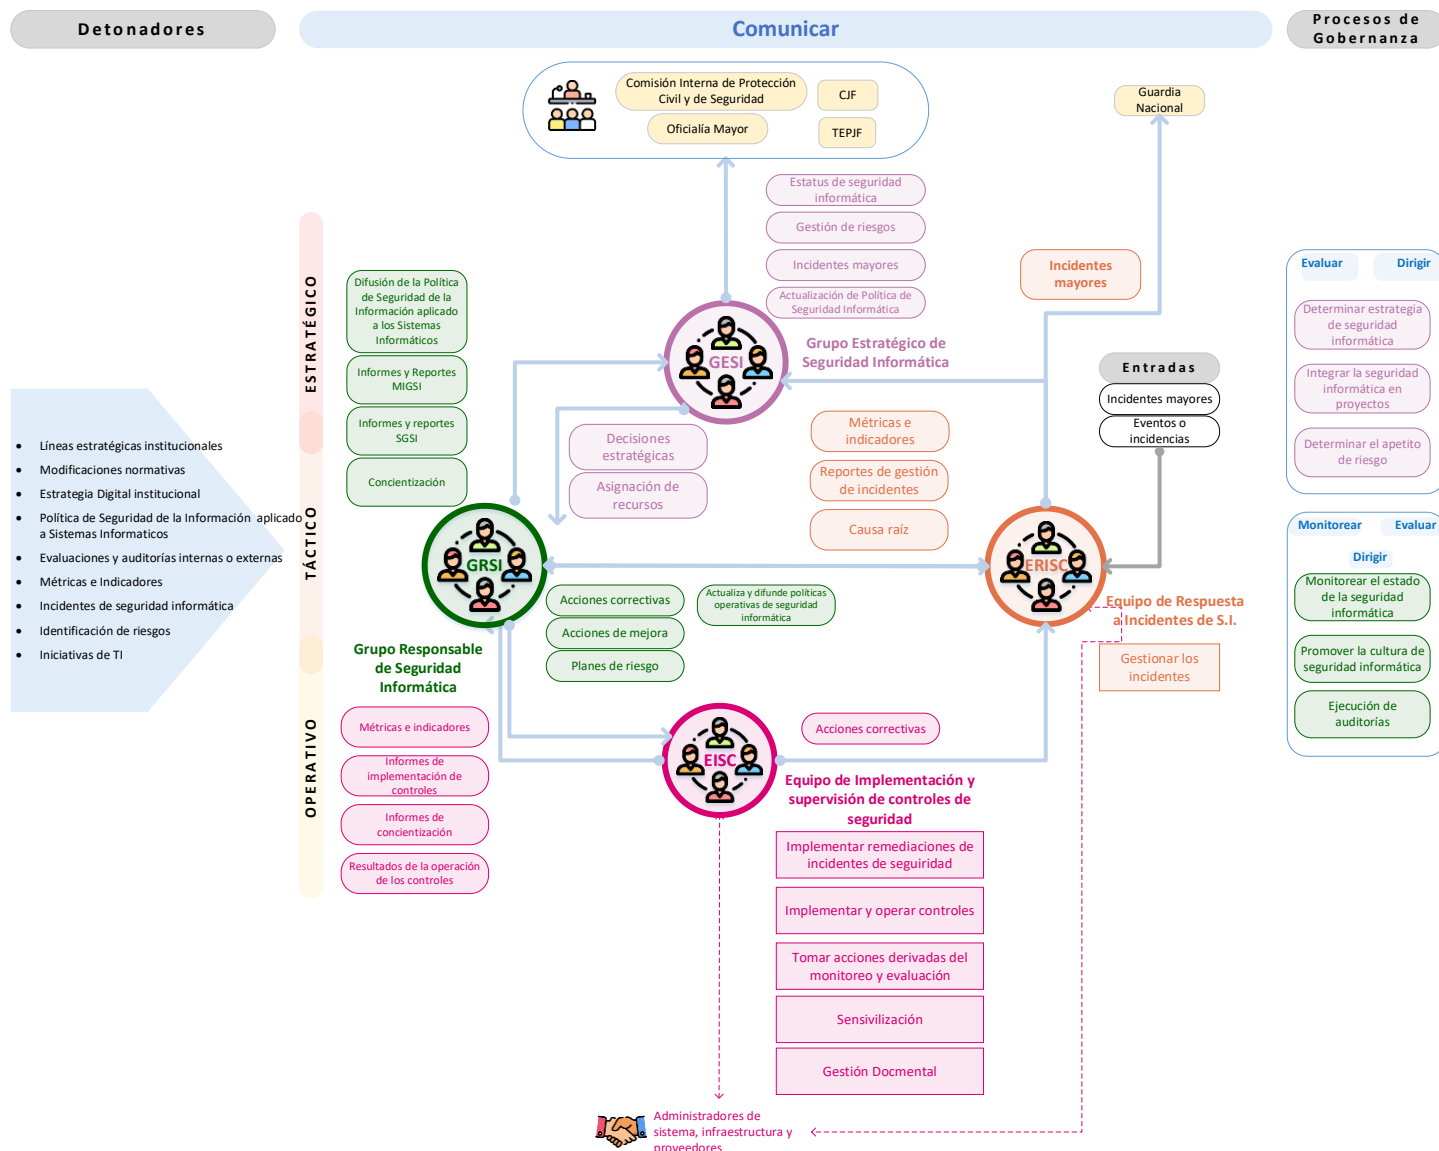 Detonadores
Comunicar
Procesos de
Gobernanza
Comisión Interna de Protección
Civil y de Seguridad
CJF
Oficialía Mayor
TEPJF
Guardia
Nacional
Estatus de seguridad
informática
Gestión de riesgos
Incidentes mayores
Actualización de Política de
Seguridad Informática
Incidentes
mayores
ESTRATÉGICO
TÁCTICO
OPERATIVO
Difusión de la Política
de Seguridad de la
Información aplicado
a los Sistemas
Informáticos
Informes y Reportes
MIGSI
Informes y reportes
SGSI
Concientización
GESI
Grupo Estratégico de
Seguridad Informática
Entradas
Incidentes mayores
Eventos o
incidencias
Evaluar
Dirigir
Determinar estrategia
de seguridad
informática
Integrar la seguridad
informática en
proyectos
Determinar el apetito
de riesgo
• Líneas estratégicas institucionales
• Modificaciones normativas
• Estrategia Digital institucional
• Política de Seguridad de la Información aplicado
a Sistemas Informaticos
• Evaluaciones y auditorías internas o externas
• Métricas e Indicadores
• Incidentes de seguridad informática
• Identificación de riesgos
• Iniciativas de TI
Decisiones
estratégicas
Asignación de
recursos
Métricas e
indicadores
Reportes de gestión
de incidentes
Causa raíz
GRSI
ERISC
Monitorear
Evaluar
Dirigir
Monitorear el estado
de la seguridad
informática
Promover la cultura de
seguridad informática
Ejecución de
auditorías
Acciones correctivas
Acciones de mejora
Planes de riesgo
Actualiza y difunde políticas
operativas de seguridad
informática
Equipo de Respuesta
a Incidentes de S.I.
Gestionar los
incidentes
Grupo Responsable
de Seguridad
Informática
Métricas e indicadores
Informes de
implementación de
controles
Informes de
concientización
Resultados de la operación
de los controles
EISC
Acciones correctivas
Equipo de Implementación y
supervisión de controles de
seguridad
Implementar remediaciones de
incidentes de seguiridad
Implementar y operar controles
Tomar acciones derivadas del
monitoreo y evaluación
Sensivilización
Gestión Docmental
Administradores de
sistema, infraestructura y
proveedores